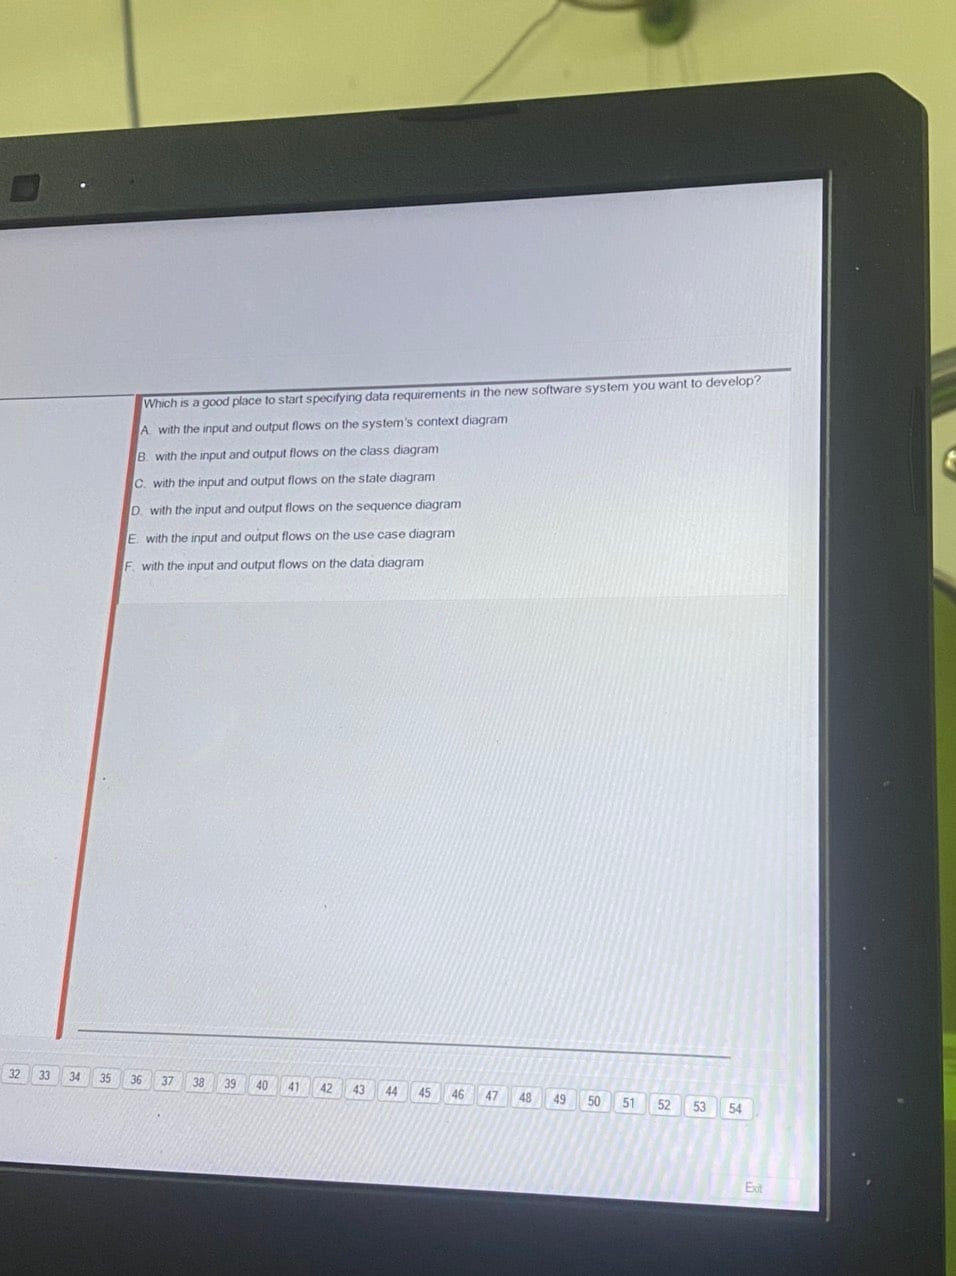 Which is a good place to start specifying data requirements in the new software system you want to develop?
A. with the input and output flows on the system's context diagram
B. with the input and output flows on the class diagram
C. with the input and output flows on the state diagram
D. with the input and output flows on the sequence diagram
E. with the input and output flows on the use case diagram
F. with the input and output flows on the data diagram
32 33 34 35 36 37 38 39 40 41 42 43 44 45 46 47 48 49 50 51 52 53 54
Exit